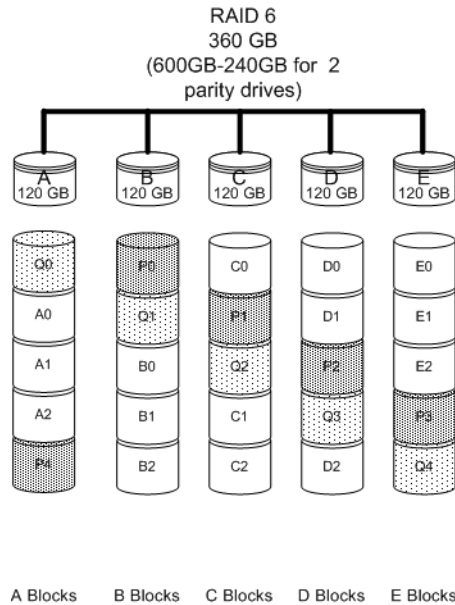 RAID 6
360 GB
(600GB-240GB for 2
parity drives)
A B C D E
120 GB 120 GB 120 GB 120 GB 120 GB
Q0 P0 C0 D0 E0
A0 Q1 P1 D1 E1
A1 B0 Q2 P2 E2
A2 B1 C1 Q3 P3
P4 B2 C2 D2 Q4
A Blocks B Blocks C Blocks D Blocks E Blocks